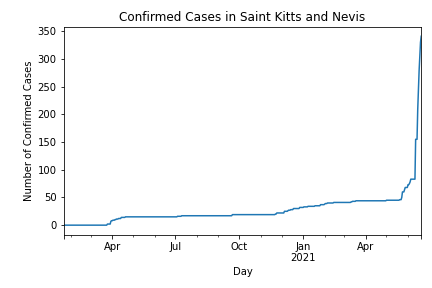 Confirmed Cases in Saint Kitts and Nevis
350
300
250
200
150
100
50
0
Number of Confirmed Cases
Apr Jul Oct Jan Apr
2021
Day